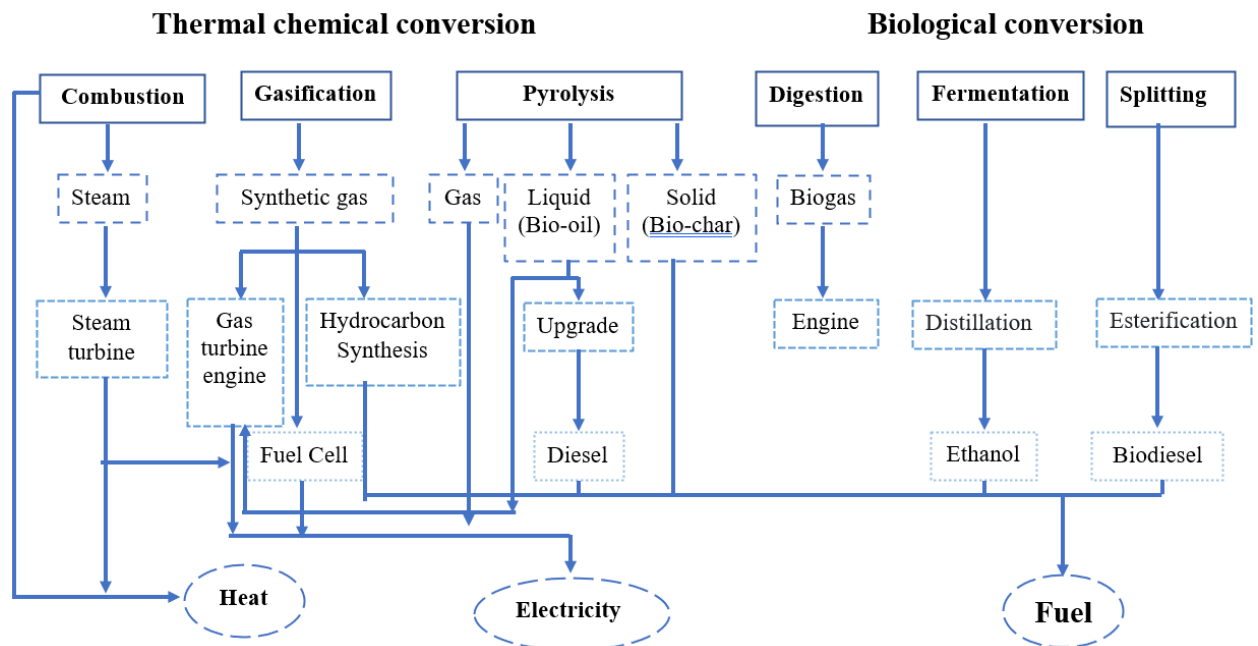 Thermal chemical conversion
Biological conversion
Combustion
Gasification
Pyrolysis
Digestion
Fermentation
Splitting
Steam
Synthetic gas
Gas
Liquid
(Bio-oil)
Solid
(Bio-char)
Biogas
Steam
turbine
Gas
turbine
engine
Hydrocarbon
Synthesis
Upgrade
Engine
Distillation
Esterification
Fuel Cell
Diesel
Ethanol
Biodiesel
Heat
Electricity
Fuel